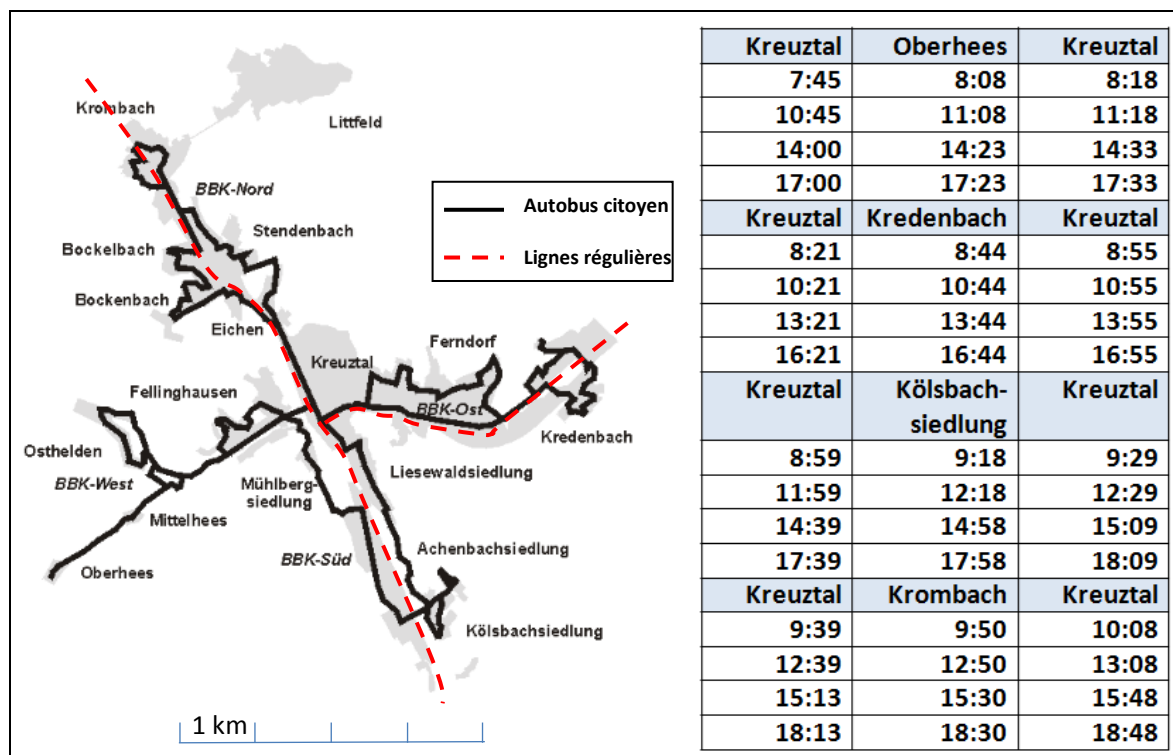 Krombach
Littfeld
BBK-Nord
Stendenbach
Bockelbach
Bockenbach
Eichen
Kreuztal
Ferndorf
Fellinghausen
BBK-Ost
Kredenbach
Osthelden
BBK-West
Mühlberg-
siedlung
Liesewaldsiedlung
Mittelhees
BBK-Süd
Achenbachsiedlung
Oberhees
Kölsbachsiedlung
1 km
Autobus citoyen
Lignes régulières
Kreuztal Oberhees Kreuztal
7:45 8:08 8:18
10:45 11:08 11:18
14:00 14:23 14:33
17:00 17:23 17:33
Kreuztal Kredenbach Kreuztal
8:21 8:44 8:55
10:21 10:44 10:55
13:21 13:44 13:55
16:21 16:44 16:55
Kreuztal Kölsbach- Kreuztal
siedlung
8:59 9:18 9:29
11:59 12:18 12:29
14:39 14:58 15:09
17:39 17:58 18:09
Kreuztal Krombach Kreuztal
9:39 9:50 10:08
12:39 12:50 13:08
15:13 15:30 15:48
18:13 18:30 18:48